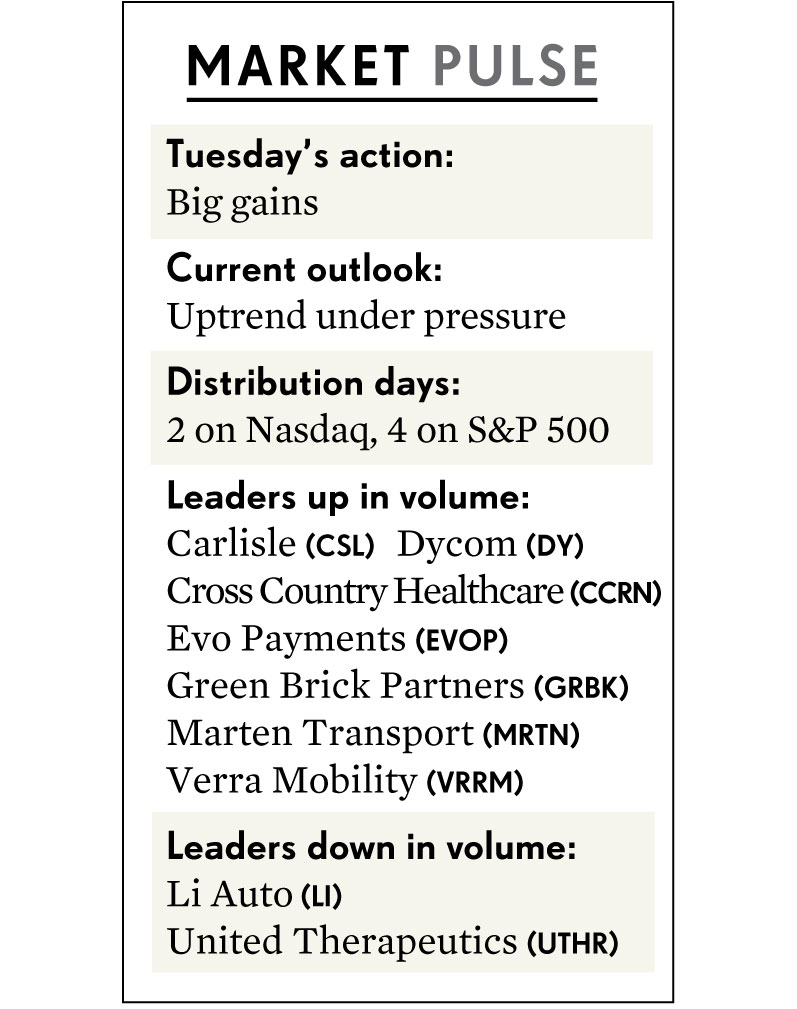 MARKET PULSE
Tuesday’s action:
Big gains
Current outlook:
Uptrend under pressure
Distribution days:
2 on Nasdaq, 4 on S&P 500
Leaders up in volume:
Carlisle (CSL) Dycom (DY)
Cross Country Healthcare (CCRN)
Evo Payments (EVOP)
Green Brick Partners (GRBK)
Marten Transport (MRTN)
Verra Mobility (VRRM)
Leaders down in volume:
Li Auto (LI)
United Therapeutics (UTHR)